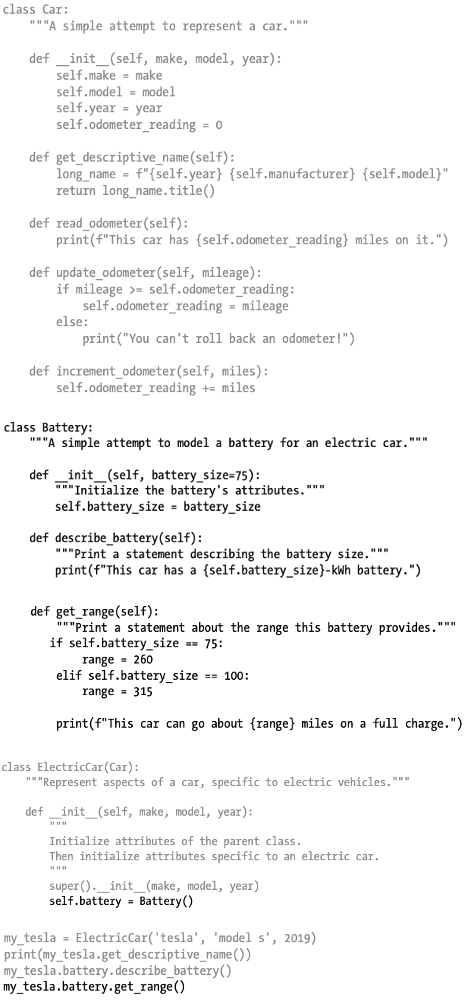 class Car:
    """A simple attempt to represent a car."""

    def __init__(self, make, model, year):
        self.make = make
        self.model = model
        self.year = year
        self.odometer_reading = 0

    def get_descriptive_name(self):
        long_name = f"{self.year} {self.manufacturer} {self.model}"
        return long_name.title()

    def read_odometer(self):
        print(f"This car has {self.odometer_reading} miles on it.")

    def update_odometer(self, mileage):
        if mileage >= self.odometer_reading:
            self.odometer_reading = mileage
        else:
            print("You can't roll back an odometer!")

    def increment_odometer(self, miles):
        self.odometer_reading += miles

class Battery:
    """A simple attempt to model a battery for an electric car."""

    def __init__(self, battery_size=75):
        """Initialize the battery's attributes."""
        self.battery_size = battery_size

    def describe_battery(self):
        """Print a statement describing the battery size."""
        print(f"This car has a {self.battery_size}-kWh battery.")

    def get_range(self):
        """Print a statement about the range this battery provides."""
       if self.battery_size == 75:
            range = 260
        elif self.battery_size == 100:
            range = 315

        print(f"This car can go about {range} miles on a full charge.")

class ElectricCar(Car):
    """Represent aspects of a car, specific to electric vehicles."""

    def __init__(self, make, model, year):
        """
        Initialize attributes of the parent class.
        Then initialize attributes specific to an electric car.
        """
        super().__init__(make, model, year)
        self.battery = Battery()

my_tesla = ElectricCar('tesla', 'model s', 2019)
print(my_tesla.get_descriptive_name())
my_tesla.battery.describe_battery()
my_tesla.battery.get_range()